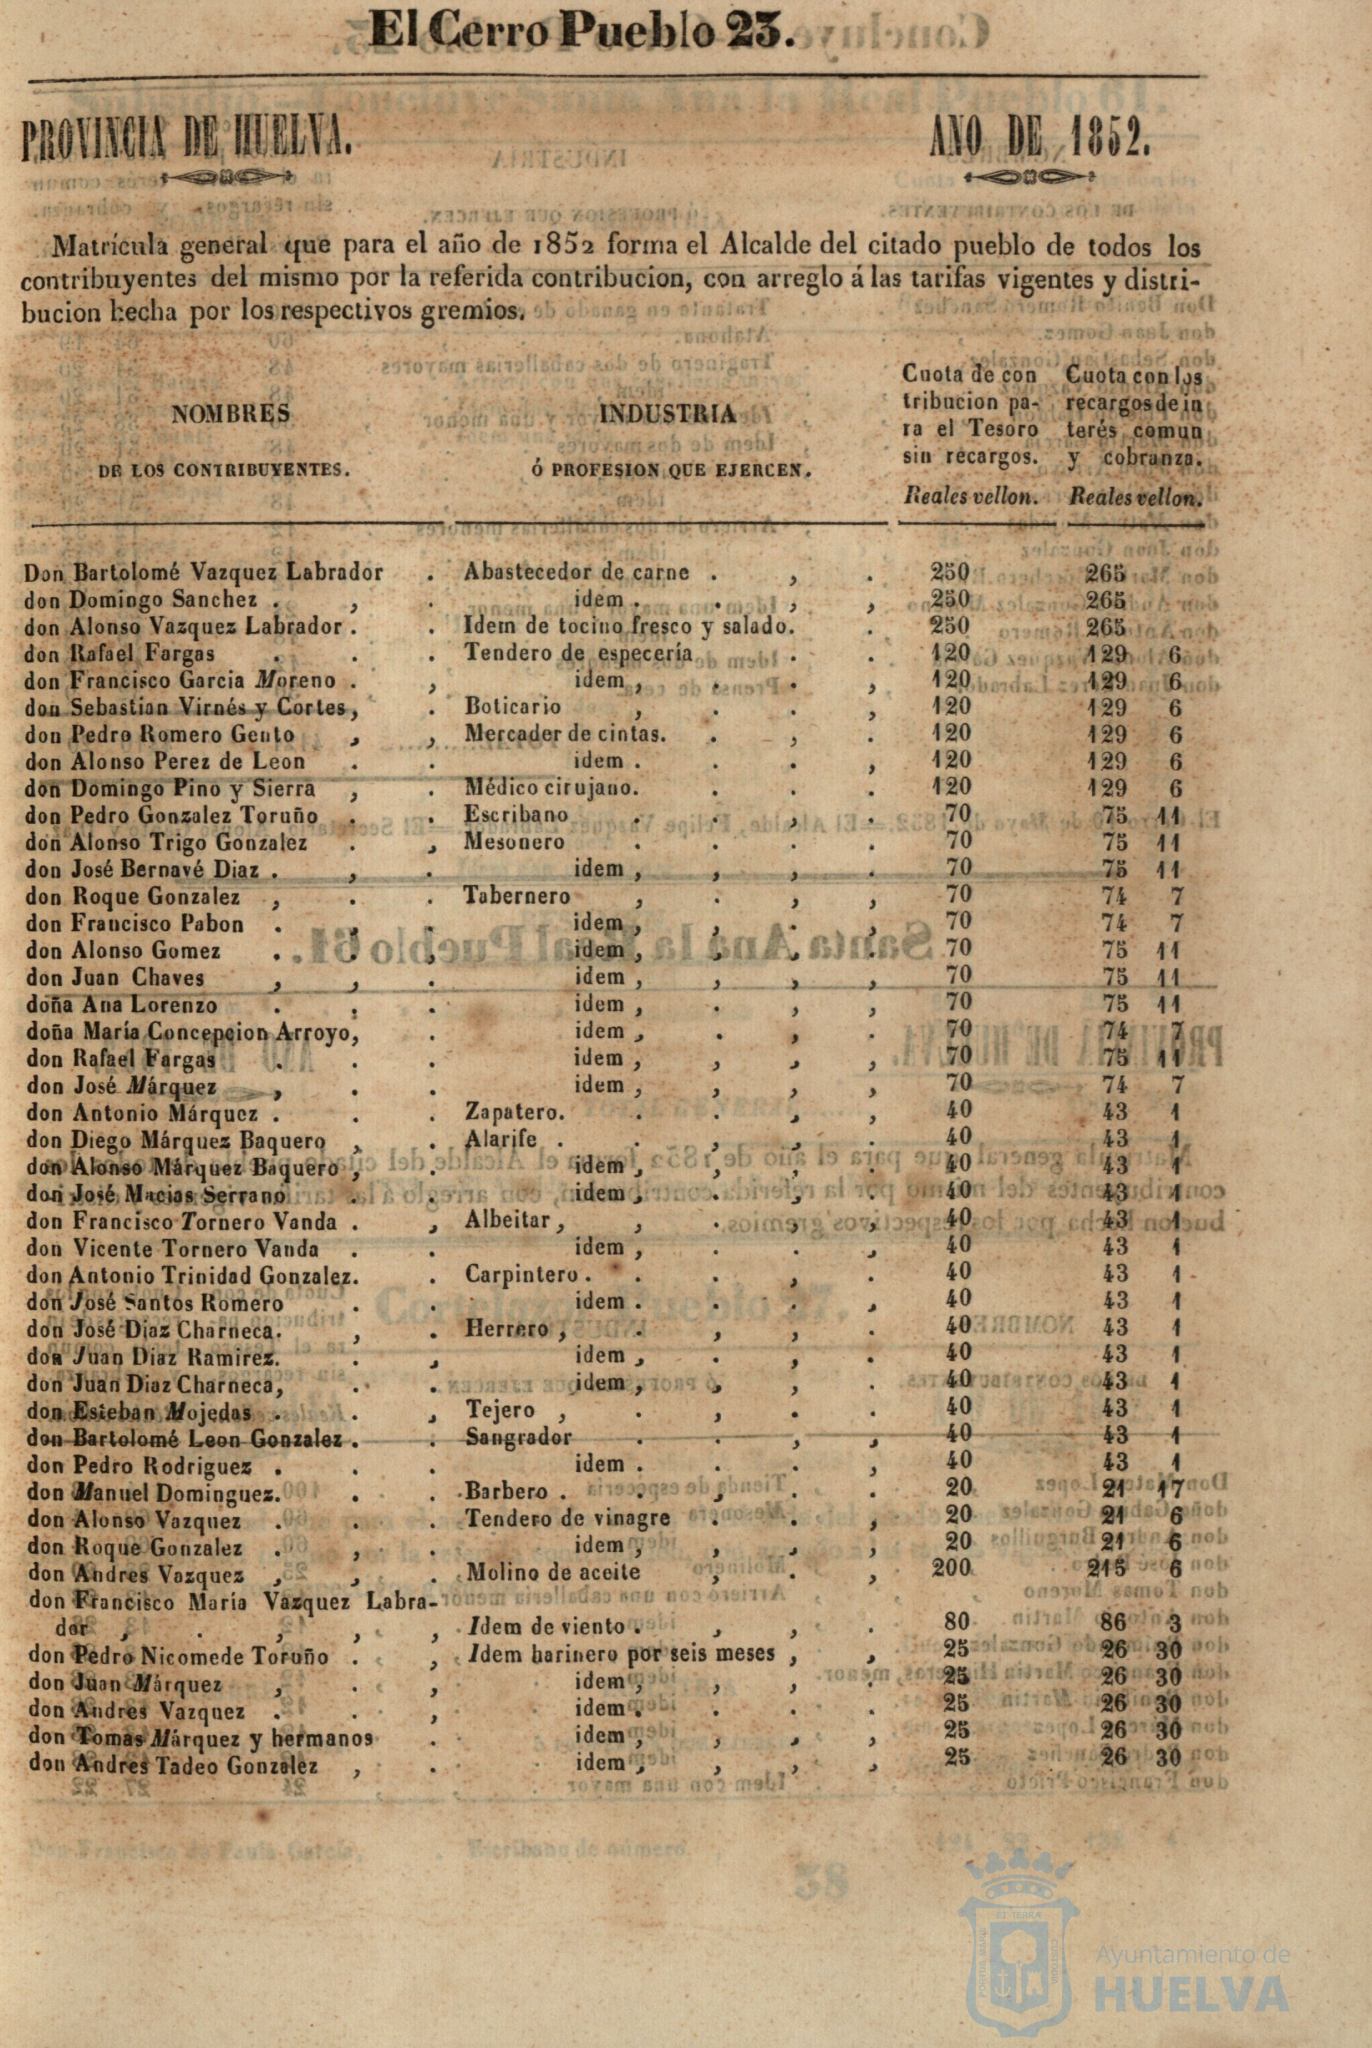 El Cerro Pueblo 23.
PROVINCIA DE HUELVA. AÑO DE 1852.
Matrícula general que para el año de 1852 forma el Alcalde del citado pueblo de todos los
contribuyentes del mismo por la referida contribucion, con arreglo á las tarifas vigentes y distri-
bucion hecha por los respectivos gremios.
NOMBRES
DE LOS CONTRIBUYENTES.
INDUSTRIA
Ó PROFESION QUE EJERCEN.
Cuota de con
tribucion pa-
ra el Tesoro
sin recargos.
Reales vellon.
Cuota con los
recargos de in
terés comun
y cobranza.
Reales vellon.
Don Bartolomé Vazquez Labrador . Abastecedor de carne . , . 250 265
don Domingo Sanchez . , . idem . . , , 250 265
don Alonso Vazquez Labrador . . Idem de tocino fresco y salado. . 250 265
don Rafael Fargas . . . Tendero de especería . . 120 129 6
don Francisco Garcia Moreno . , idem , . . , 120 129 6
don Sebastian Virnés y Cortes, . Boticario , . . , 120 129 6
don Pedro Romero Gento , , Mercader de cintas. . , . 120 129 6
don Alonso Perez de Leon . . idem . . . , 120 129 6
don Domingo Pino y Sierra , . Médico cirujano. . . . 120 129 6
don Pedro Gonzalez Toruño . . Escribano . . , . 70 75 11
don Alonso Trigo Gonzalez . , Mesonero . . . . 70 75 11
don José Bernavé Diaz . , . idem , , , . 70 75 11
don Roque Gonzalez , . . Tabernero , . , , 70 74 7
don Francisco Pabon . , . idem , , . , 70 74 7
don Alonso Gomez . . , idem , , , . 70 75 11
don Juan Chaves , , . idem , , , , 70 75 11
doña Ana Lorenzo . . . idem , . , , 70 75 11
doña María Concepcion Arroyo, . idem , . , . 70 74 7
don Rafael Fargas . . . idem , , , , 70 75 11
don José Márquez , . . idem , , , , 70 74 7
don Antonio Márquez . . . Zapatero. . . , , 40 43 1
don Diego Márquez Baquero , . Alarife . . , , . 40 43 1
don Alonso Márquez Baquero , . idem , , , . 40 43 1
don José Macias Serrano . . idem , . , . 40 43 1
don Francisco Tornero Vanda . , Albeitar , , . , , 40 43 1
don Vicente Tornero Vanda . . idem , . . , 40 43 1
don Antonio Trinidad Gonzalez. . Carpintero . . . , . 40 43 1
don José Santos Romero . . idem . . . , 40 43 1
don José Diaz Charneca. , . Herrero , . , , . 40 43 1
don Juan Diaz Ramirez. . , idem , . , . 40 43 1
don Juan Diaz Charneca, . . idem , , , . 40 43 1
don Esteban Mojedas . . , Tejero , . , . . 40 43 1
don Bartolomé Leon Gonzalez . . Sangrador . . , , 40 43 1
don Pedro Rodriguez . . . idem . . . , 40 43 1
don Manuel Dominguez. . . Barbero . . , . . 20 21 17
don Alonso Vazquez . . . Tendero de vinagre . . , 20 21 6
don Roque Gonzalez . , . idem , , , , 20 21 6
don Andres Vazquez , , . Molino de aceite , . , 200 215 6
don Francisco María Vazquez Labra-
dor , . , , , Idem de viento . , , . 80 86 3
don Pedro Nicomede Toruño . , Idem harinero por seis meses , , 25 26 30
don Juan Márquez , . , idem , , , . 25 26 30
don Andres Vazquez . . , idem . . . . 25 26 30
don Tomas Márquez y hermanos . idem , , , . 25 26 30
don Andres Tadeo Gonzalez , . idem , , , , 25 26 30
Ayuntamiento de
HUELVA